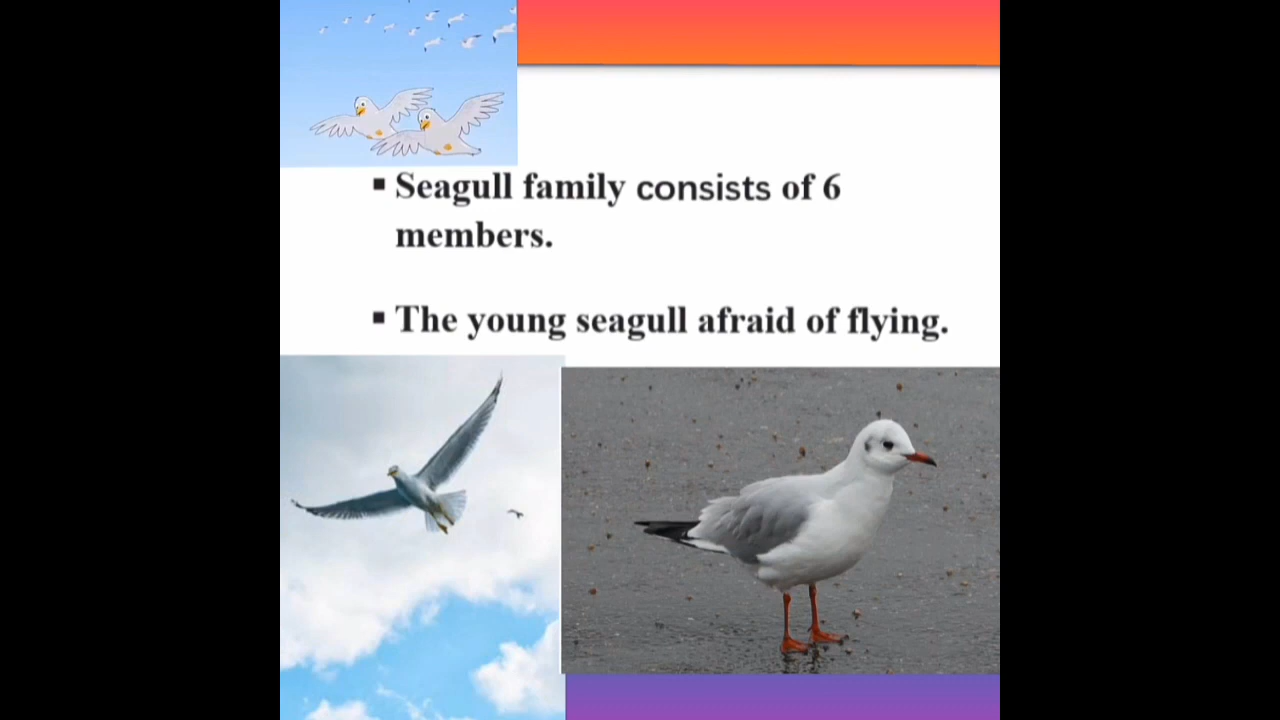 ▪ Seagull family consists of 6
members.
▪ The young seagull afraid of flying.